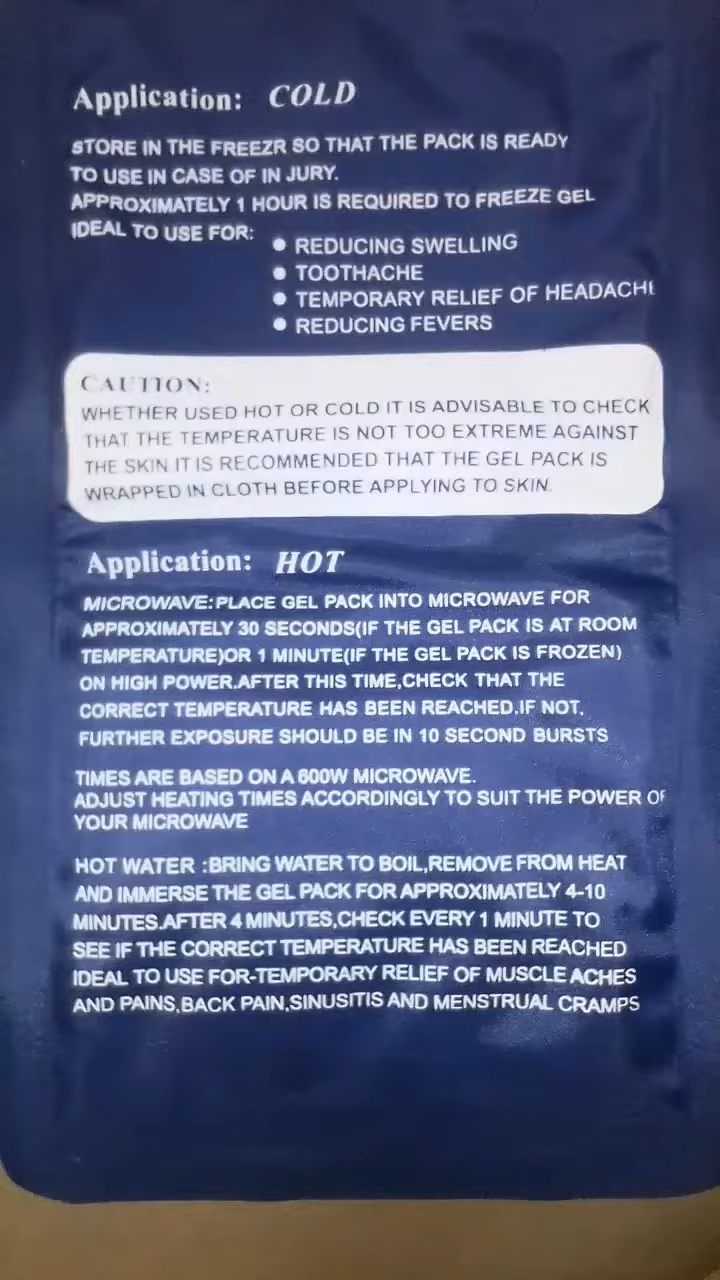 Application: COLD
STORE IN THE FREEZR SO THAT THE PACK IS READY
TO USE IN CASE OF IN JURY.
APPROXIMATELY 1 HOUR IS REQUIRED TO FREEZE GEL
IDEAL TO USE FOR:
● REDUCING SWELLING
● TOOTHACHE
● TEMPORARY RELIEF OF HEADACHE
● REDUCING FEVERS
CAUTION:
WHETHER USED HOT OR COLD IT IS ADVISABLE TO CHECK
THAT THE TEMPERATURE IS NOT TOO EXTREME AGAINST
THE SKIN IT IS RECOMMENDED THAT THE GEL PACK IS
WRAPPED IN CLOTH BEFORE APPLYING TO SKIN.
Application: HOT
MICROWAVE:PLACE GEL PACK INTO MICROWAVE FOR
APPROXIMATELY 30 SECONDS(IF THE GEL PACK IS AT ROOM
TEMPERATURE)OR 1 MINUTE(IF THE GEL PACK IS FROZEN)
ON HIGH POWER.AFTER THIS TIME,CHECK THAT THE
CORRECT TEMPERATURE HAS BEEN REACHED.IF NOT,
FURTHER EXPOSURE SHOULD BE IN 10 SECOND BURSTS
TIMES ARE BASED ON A 600W MICROWAVE.
ADJUST HEATING TIMES ACCORDINGLY TO SUIT THE POWER OF
YOUR MICROWAVE
HOT WATER :BRING WATER TO BOIL,REMOVE FROM HEAT
AND IMMERSE THE GEL PACK FOR APPROXIMATELY 4-10
MINUTES.AFTER 4 MINUTES,CHECK EVERY 1 MINUTE TO
SEE IF THE CORRECT TEMPERATURE HAS BEEN REACHED
IDEAL TO USE FOR-TEMPORARY RELIEF OF MUSCLE ACHES
AND PAINS,BACK PAIN,SINUSITIS AND MENSTRUAL CRAMPS